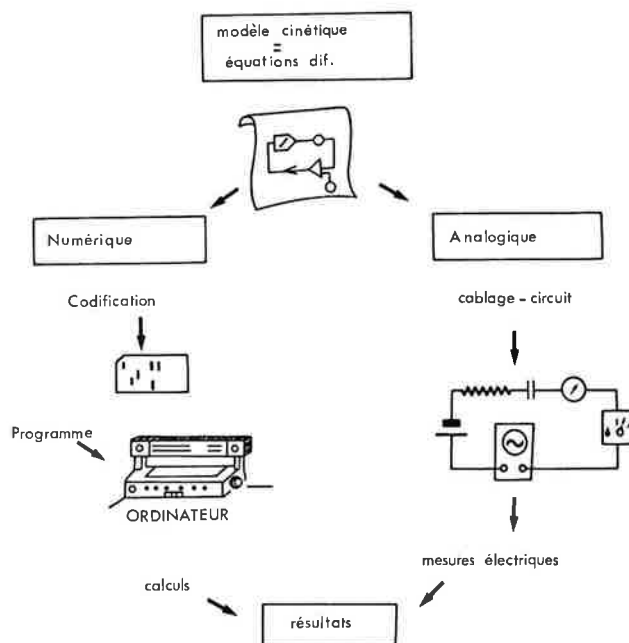 modèle cinétique
=
équations dif.
Numérique
Analogique
Codification
cablage - circuit
Programme
ORDINATEUR
mesures électriques
calculs
résultats